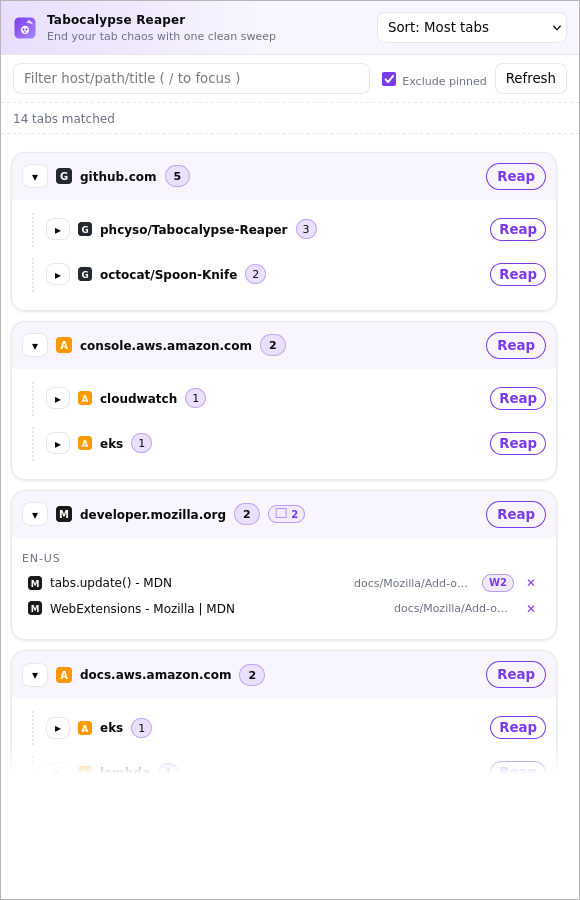 Tabocalypse Reaper
End your tab chaos with one clean sweep
Sort: Most tabs
Filter host/path/title ( / to focus )
Exclude pinned
Refresh
14 tabs matched
▾ G github.com 5 Reap
▸ G phcyso/Tabocalypse-Reaper 3 Reap
▸ G octocat/Spoon-Knife 2 Reap
▾ A console.aws.amazon.com 2 Reap
▸ A cloudwatch 1 Reap
▸ A eks 1 Reap
▾ M developer.mozilla.org 2 2 Reap
EN-US
M tabs.update() - MDN docs/Mozilla/Add-o… W2 ×
M WebExtensions - Mozilla | MDN docs/Mozilla/Add-o… ×
▾ A docs.aws.amazon.com 2 Reap
▸ A eks 1 Reap
lambda Reap